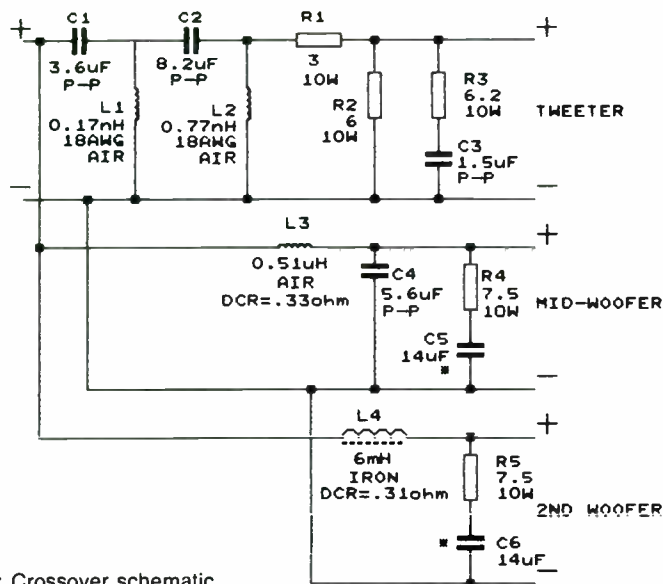 +
C1
C2
R1
+
3.6uF
P-P
8.2uF
P-P
3
10W
R2
6
10W
R3
6.2
10W
L1
0.17nH
18AWG
AIR
L2
0.77nH
18AWG
AIR
TWEETER
C3
1.5uF
P-P
—
—
L3
+
0.51uH
AIR
DCR=.33ohm
C4
5.6uF
P-P
R4
7.5
10W
MID-WOOFER
C5
14uF
*
—
L4
+
6mH
IRON
DCR=.31ohm
R5
7.5
10W
2ND WOOFER
* C6
14uF
—
Crossover schematic